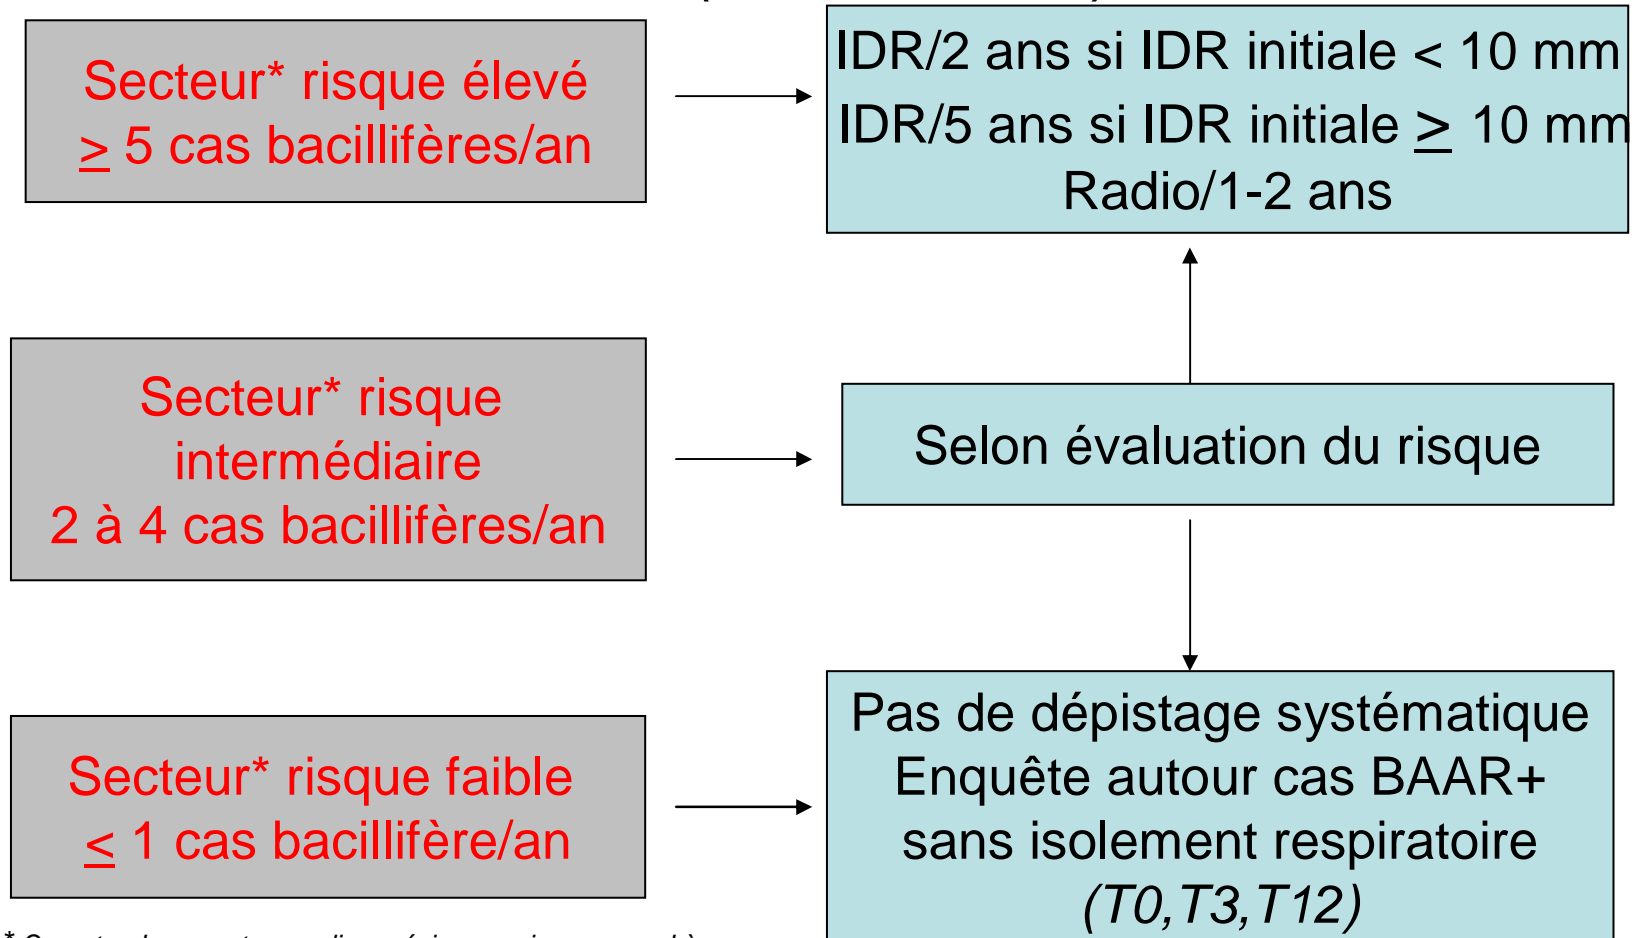 Secteur* risque élevé
≥ 5 cas bacillifères/an
IDR/2 ans si IDR initiale < 10 mm
IDR/5 ans si IDR initiale ≥ 10 mm
Radio/1-2 ans
Secteur* risque
intermédiaire
2 à 4 cas bacillifères/an
Selon évaluation du risque
Secteur* risque faible
≤ 1 cas bacillifère/an
Pas de dépistage systématique
Enquête autour cas BAAR+
sans isolement respiratoire
(T0,T3,T12)
*